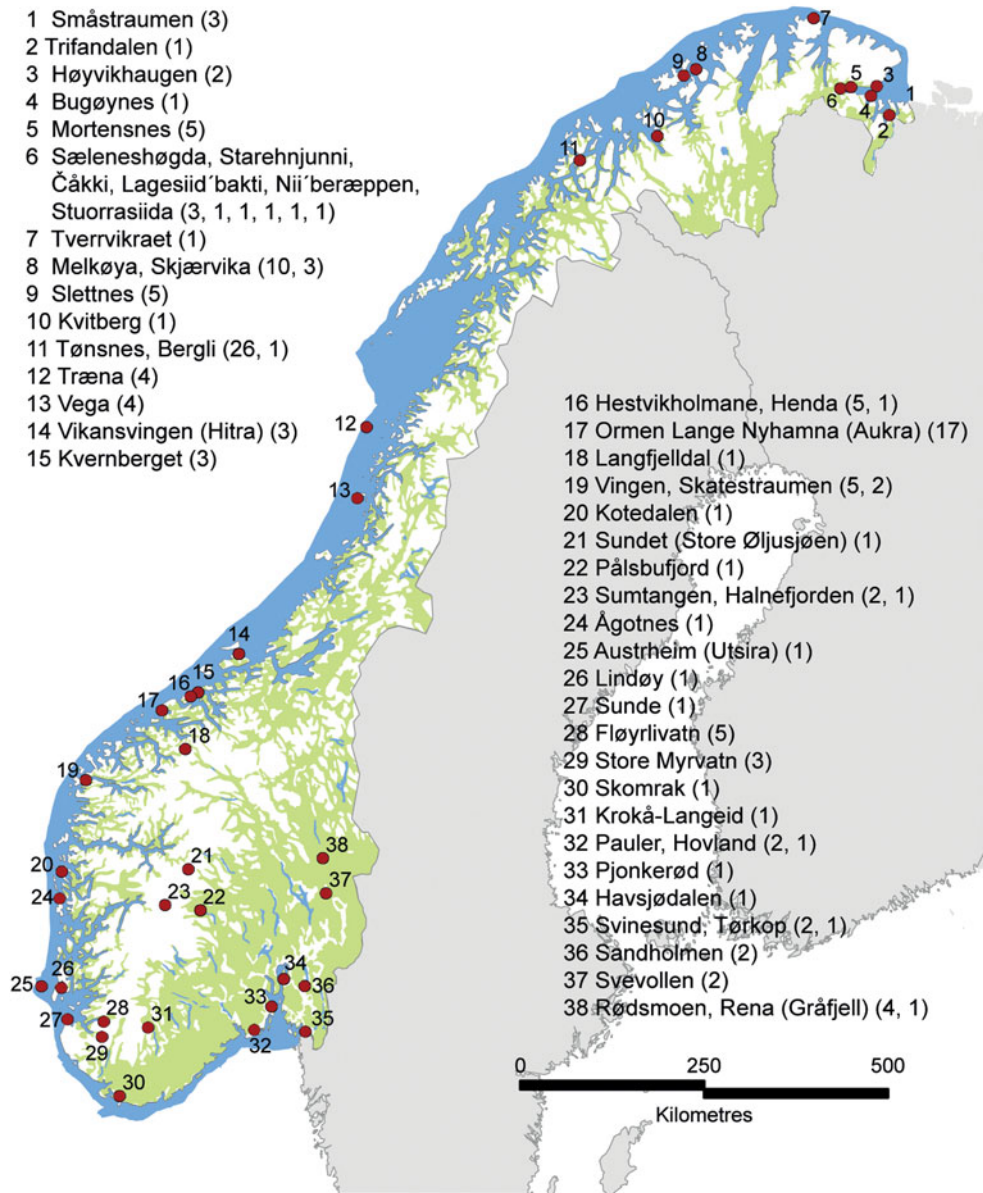 1 Småstraumen (3)
2 Trifandalen (1)
3 Høyvikhaugen (2)
4 Bugøynes (1)
5 Mortensnes (5)
6 Sæleneshøgda, Starehnjunni,
Čåkki, Lagesiid´bakti, Nii´beræppen,
Stuorrasiida (3, 1, 1, 1, 1, 1)
7 Tverrvikraet (1)
8 Melkøya, Skjærvika (10, 3)
9 Slettnes (5)
10 Kvitberg (1)
11 Tønsnes, Bergli (26, 1)
12 Træna (4)
13 Vega (4)
14 Vikansvingen (Hitra) (3)
15 Kvernberget (3)
16 Hestvikholmane, Henda (5, 1)
17 Ormen Lange Nyhamna (Aukra) (17)
18 Langfjelldal (1)
19 Vingen, Skatestraumen (5, 2)
20 Kotedalen (1)
21 Sundet (Store Øljusjøen) (1)
22 Pålsbufjord (1)
23 Sumtangen, Halnefjorden (2, 1)
24 Ågotnes (1)
25 Austrheim (Utsira) (1)
26 Lindøy (1)
27 Sunde (1)
28 Fløyrlivatn (5)
29 Store Myrvatn (3)
30 Skomrak (1)
31 Krokå-Langeid (1)
32 Pauler, Hovland (2, 1)
33 Pjonkerød (1)
34 Havsjødalen (1)
35 Svinesund, Tørkop (2, 1)
36 Sandholmen (2)
37 Svevollen (2)
38 Rødsmoen, Rena (Gråfjell) (4, 1)
7
8
9
5
3
6
4
1
2
10
11
12
13
14
15
16
17
18
19
38
20
21
37
23
22
24
34
26
25
36
33
28
27
31
35
29
32
30
0 250 500
Kilometres